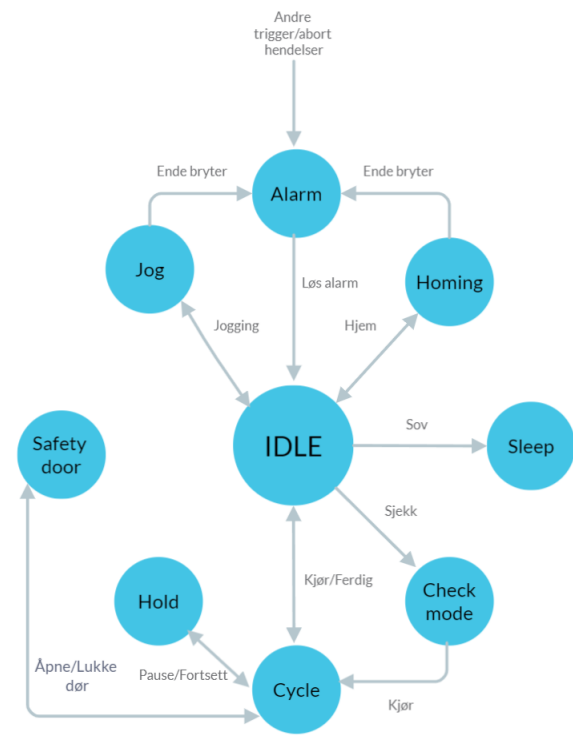 Andre
trigger/abort
hendelser
Ende bryter
Ende bryter
Alarm
Jog
Homing
Løs alarm
Jogging
Hjem
IDLE
Sov
Sleep
Safety
door
Sjekk
Kjør/Ferdig
Hold
Check
mode
Åpne/Lukke
dør
Pause/Fortsett
Cycle
Kjør